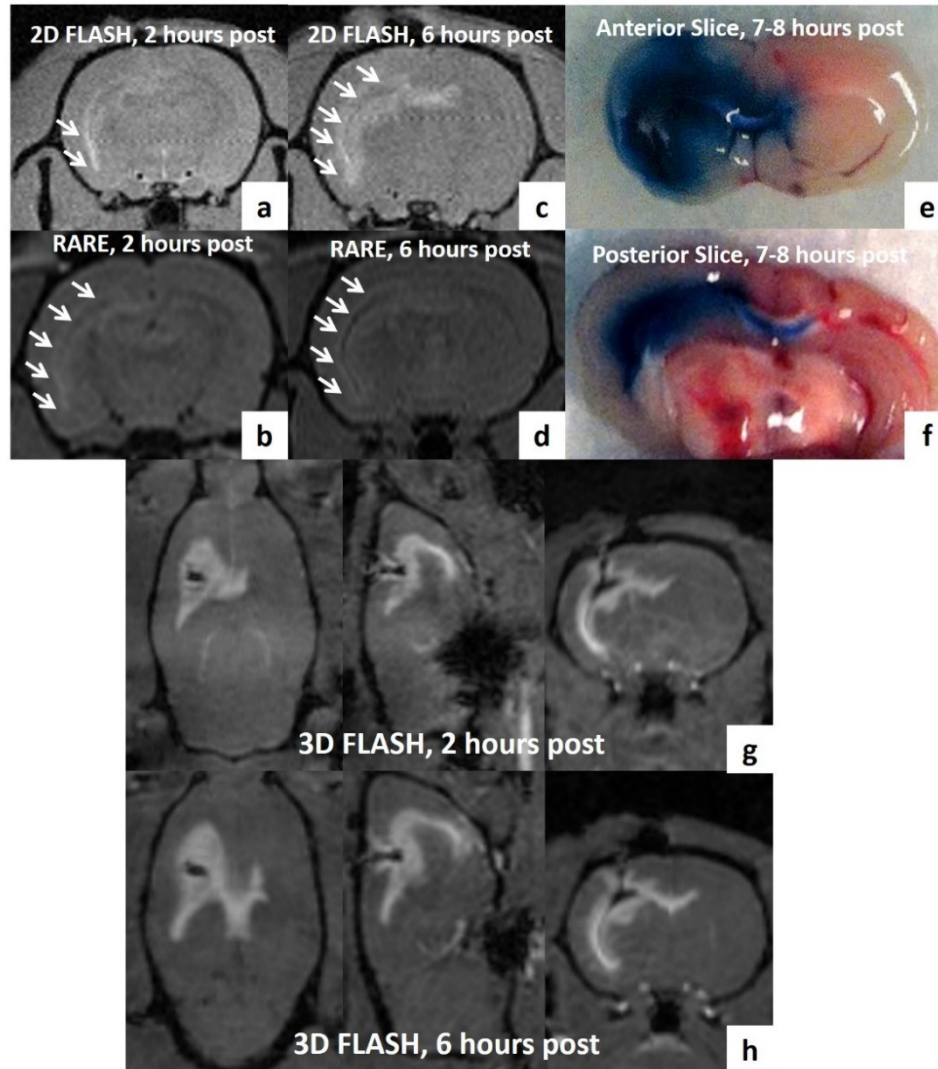 2D FLASH, 2 hours post
a
2D FLASH, 6 hours post
c
Anterior Slice, 7-8 hours post
e
RARE, 2 hours post
b
RARE, 6 hours post
d
Posterior Slice, 7-8 hours post
f
3D FLASH, 2 hours post
g
3D FLASH, 6 hours post
h